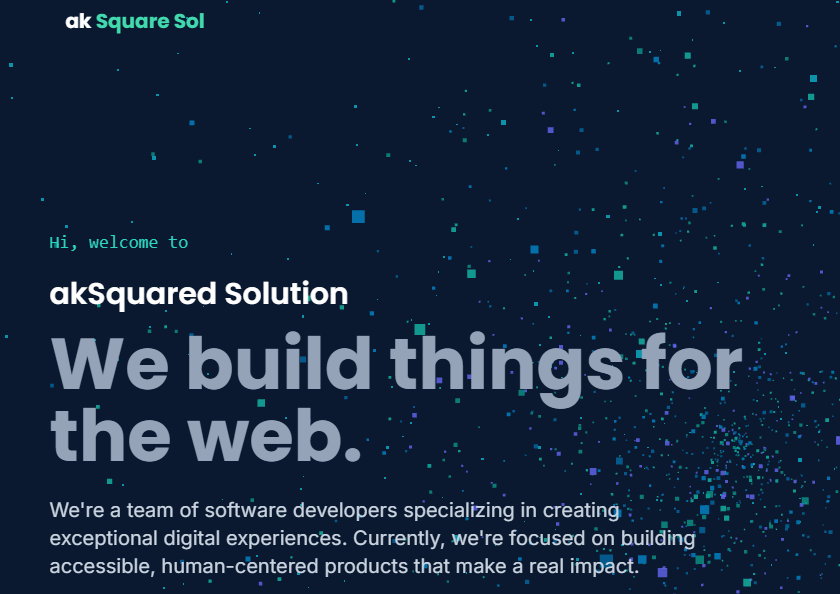 ak Square Sol
Hi, welcome to
akSquared Solution
We build things for
the web.
We're a team of software developers specializing in creating
exceptional digital experiences. Currently, we're focused on building
accessible, human-centered products that make a real impact.